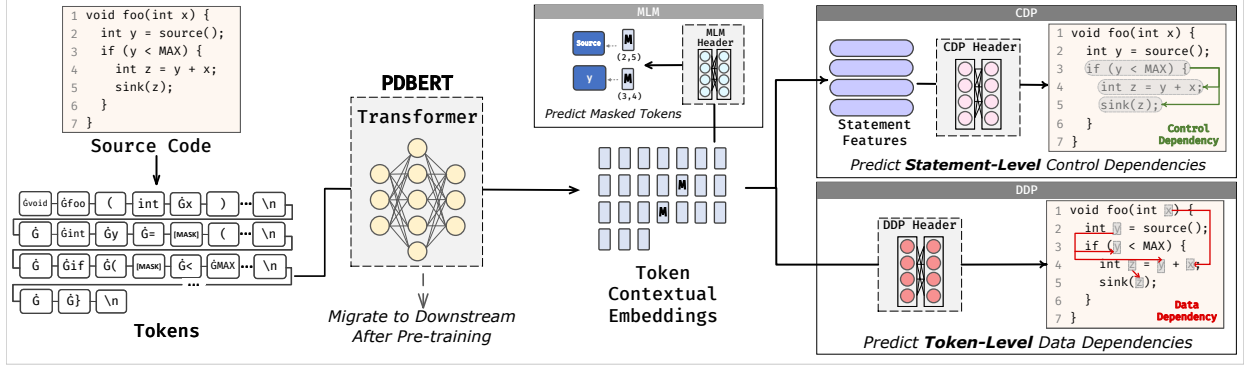 1 void foo(int x) {
2 int y = source();
3 if (y < MAX) {
4 int z = y + x;
5 sink(z);
6 }
7 }
Source Code
Ġvoid Ġfoo ( int Ġx ) ... \n
Ġ Ġint Ġy Ġ= [MASK] ( ... \n
Ġ Ġif Ġ( [MASK] Ġ< ĠMAX ... \n
...
Ġ Ġ} \n
Tokens
PDBERT
Transformer
Migrate to Downstream
After Pre-training
MLM
Source M
(2,5)
y M
(3,4)
MLM
Header
Predict Masked Tokens
M
M
Token
Contextual
Embeddings
CDP
Statement
Features
CDP Header
1 void foo(int x) {
2 int y = source();
3 if (y < MAX) {
4 int z = y + x;
5 sink(z);
6 }
7 }
Control
Dependency
Predict Statement-Level Control Dependencies
DDP
DDP Header
1 void foo(int x) {
2 int y = source();
3 if (y < MAX) {
4 int z = y + x;
5 sink(z);
6 }
7 }
Data
Dependency
Predict Token-Level Data Dependencies